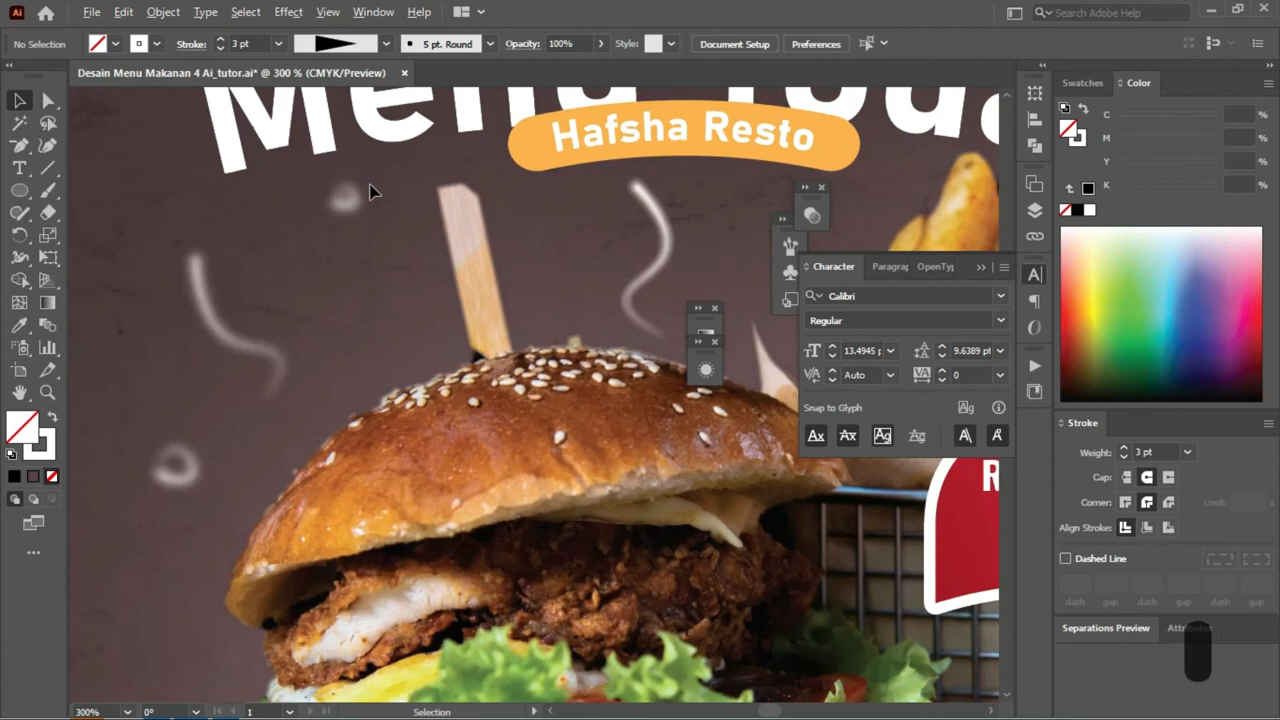 Ai File Edit Object Type Select Effect View Window Help Search Adobe Help
No Selection Stroke: 3 pt 5 pt. Round Opacity: 100% Style: Document Setup Preferences
Desain Menu Makanan 4 Ai_tutor.ai* @ 300 % (CMYK/Preview)
Menu
Hafsha Resto
Swatches Color
C
M
Y
K
Character Paragrap OpenTyp
Calibri
Regular
13.4945 p 9.6389 pt
Auto 0
Snap to Glyph
Stroke
Weight: 3 pt
Cap:
Corner: Limit:
Align Stroke:
Dashed Line
dash gap dash gap dash gap
Separations Preview
300% 0° 1 Selection